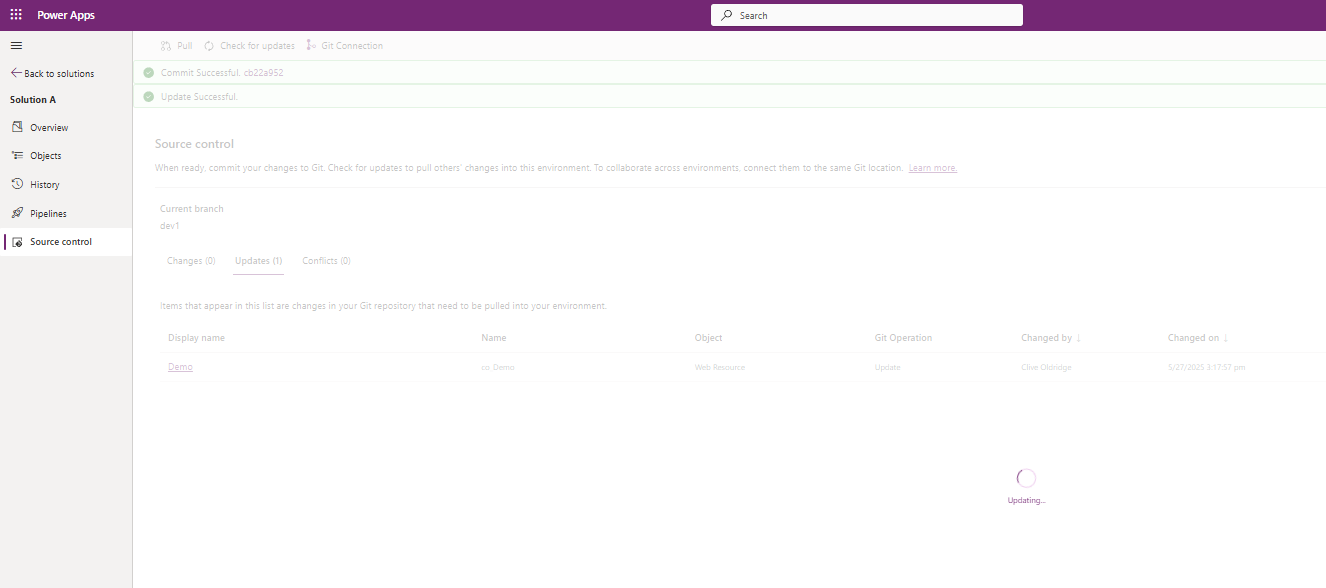 Power Apps
Search
Back to solutions
Solution A
Overview
Objects
History
Pipelines
Source control
Pull Check for updates Git Connection
Commit Successful. cb22a952
Update Successful.
Source control
When ready, commit your changes to Git. Check for updates to pull others' changes into this environment. To collaborate across environments, connect them to the same Git location. Learn more.
Current branch
dev1
Changes (0) Updates (1) Conflicts (0)
Items that appear in this list are changes in your Git repository that need to be pulled into your environment.
Display name Name Object Git Operation Changed by ↓ Changed on ↓
Demo co_Demo Web Resource Update Clive Oldridge 5/27/2025 3:17:57 pm
Updating...